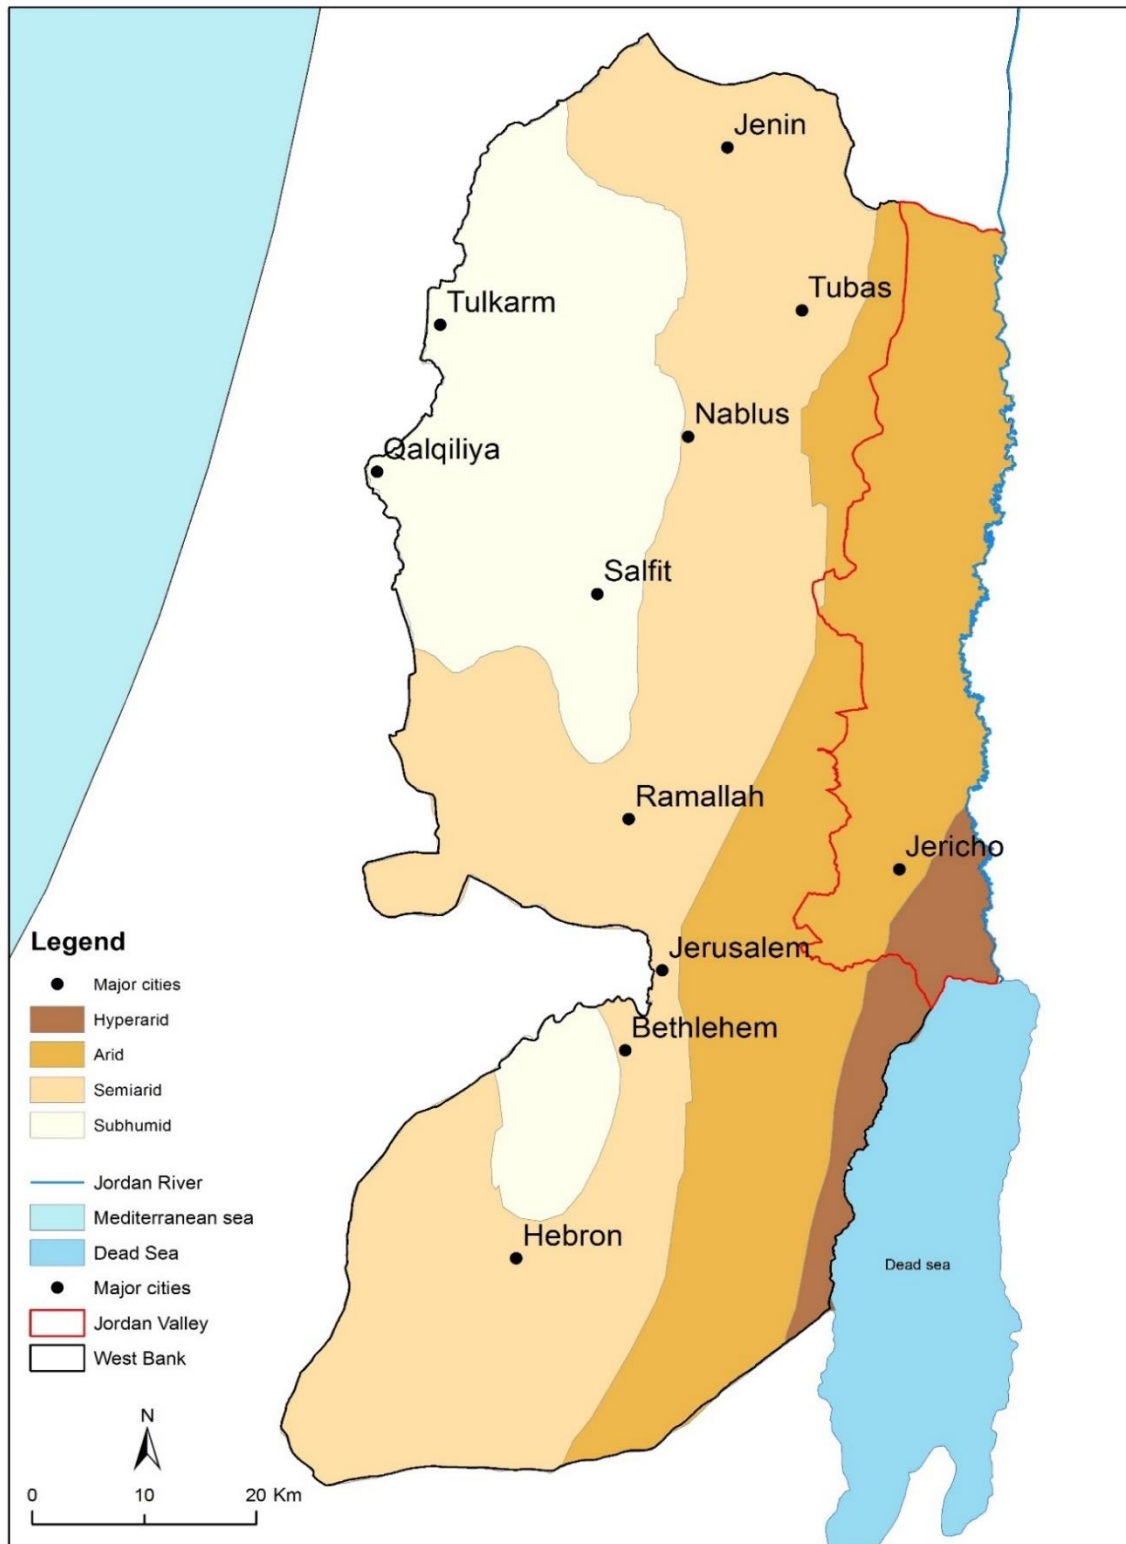 Jenin
Tubas
Tulkarm
Nablus
Qalqiliya
Salfit
Ramallah
Jericho
Jerusalem
Bethlehem
Hebron
Dead sea
Legend
Major cities
Hyperarid
Arid
Semiarid
Subhumid
Jordan River
Mediterranean sea
Dead Sea
Major cities
Jordan Valley
West Bank
N
0 10 20 Km